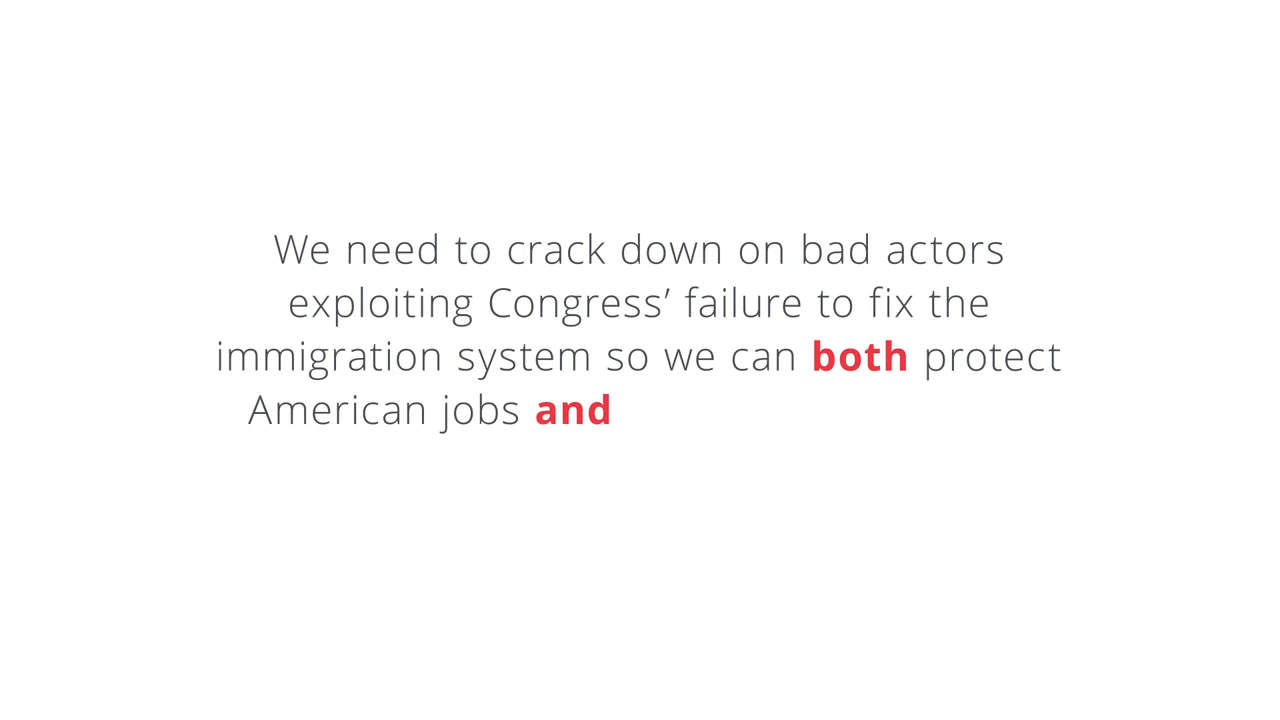 We need to crack down on bad actors
exploiting Congress’ failure to fix the
immigration system so we can both protect
American jobs and